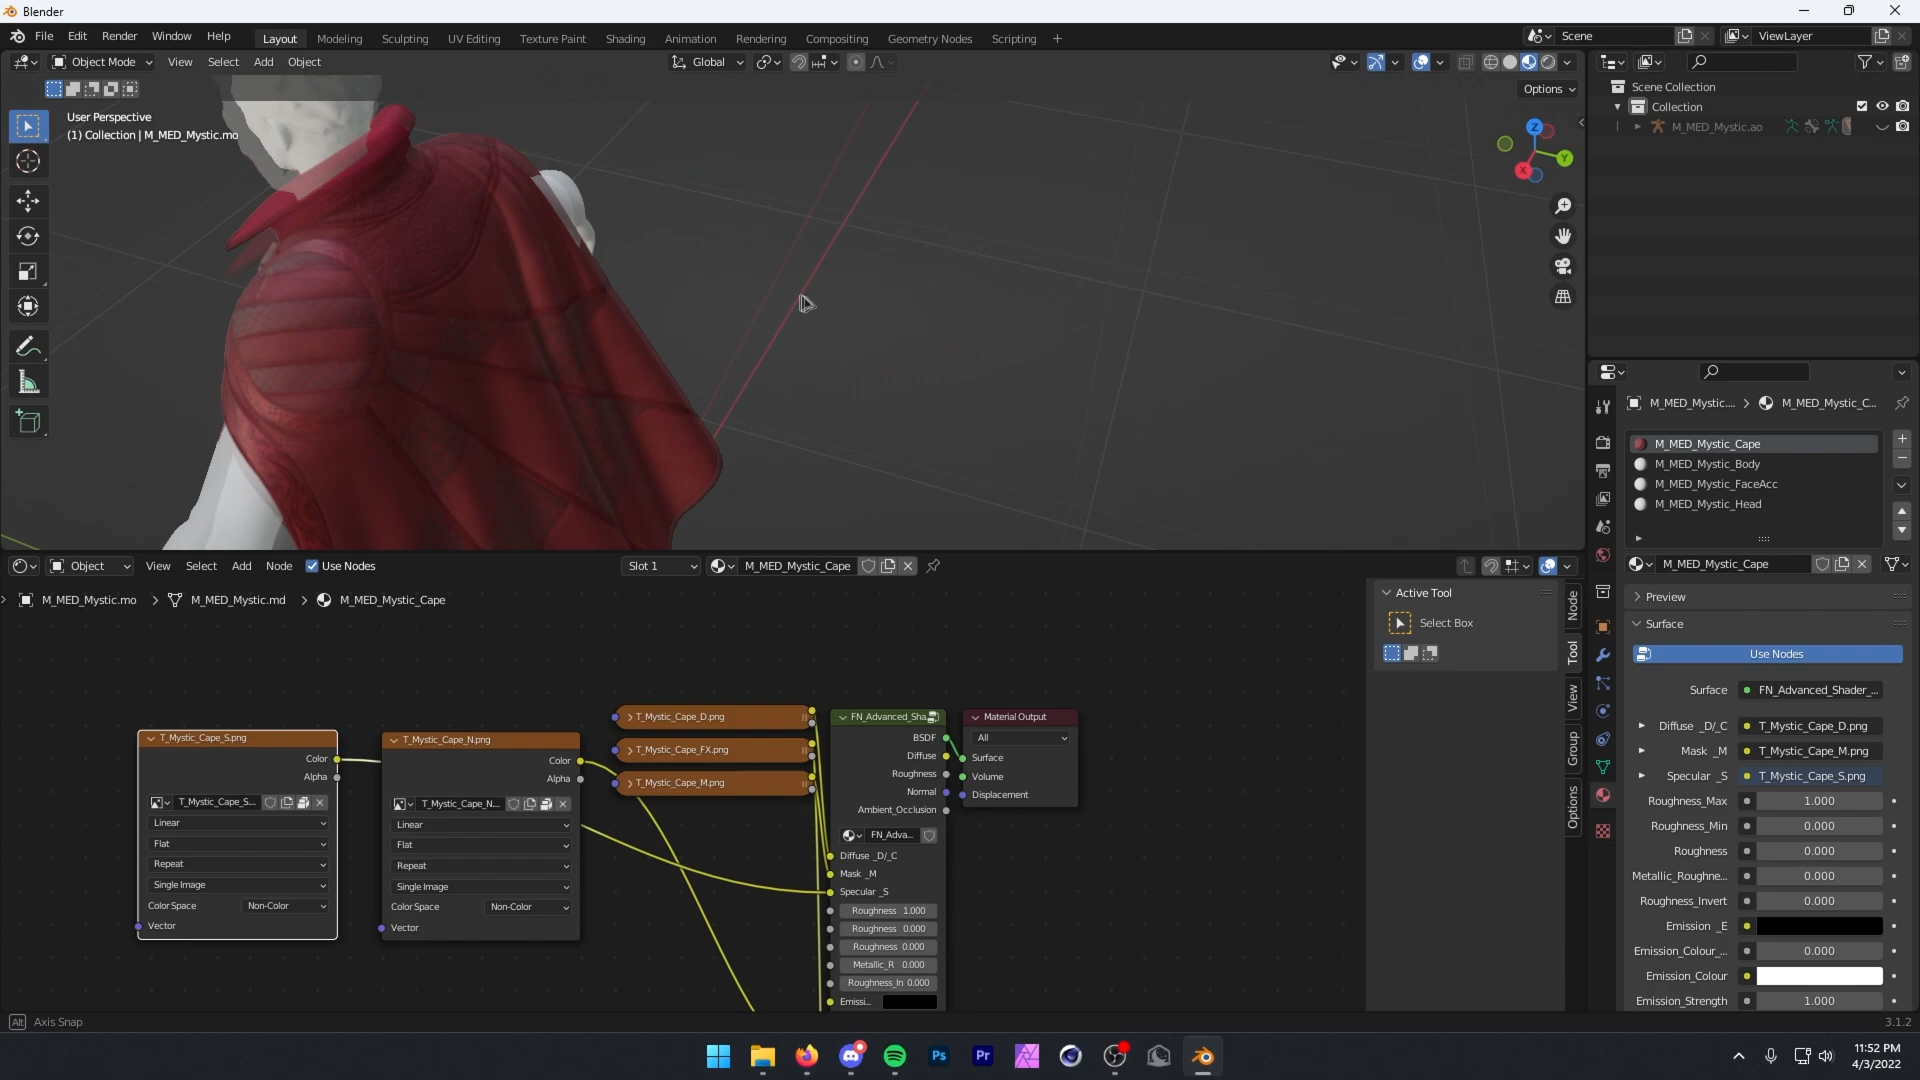 Blender
File Edit Render Window Help
Layout Modeling Sculpting UV Editing Texture Paint Shading Animation Rendering Compositing Geometry Nodes Scripting +
Scene
ViewLayer
Object Mode View Select Add Object
Global
Options
User Perspective
(1) Collection | M_MED_Mystic.mo
Z
Y
X
Scene Collection
Collection
M_MED_Mystic.ao
M_MED_Mystic.... > M_MED_Mystic_C...
M_MED_Mystic_Cape
M_MED_Mystic_Body
M_MED_Mystic_FaceAcc
M_MED_Mystic_Head
M_MED_Mystic_Cape
Preview
Surface
Use Nodes
Surface FN_Advanced_Shader_...
Diffuse _D/_C T_Mystic_Cape_D.png
Mask _M T_Mystic_Cape_M.png
Specular _S T_Mystic_Cape_S.png
Roughness_Max 1.000
Roughness_Min 0.000
Roughness 0.000
Metallic_Roughne... 0.000
Roughness_Invert 0.000
Emission _E
Emission_Colour_... 0.000
Emission_Colour
Emission_Strength 1.000
Object View Select Add Node Use Nodes
Slot 1 M_MED_Mystic_Cape
M_MED_Mystic.mo > M_MED_Mystic.md > M_MED_Mystic_Cape
Active Tool
Select Box
Node
Tool
View
Group
Options
T_Mystic_Cape_S.png
Color
Alpha
T_Mystic_Cape_S...
Linear
Flat
Repeat
Single Image
Color Space Non-Color
Vector
T_Mystic_Cape_N.png
Color
Alpha
T_Mystic_Cape_N...
Linear
Flat
Repeat
Single Image
Color Space Non-Color
Vector
T_Mystic_Cape_D.png
T_Mystic_Cape_FX.png
T_Mystic_Cape_M.png
FN_Advanced_Sha
BSDF
Diffuse
Roughness
Normal
Ambient_Occlusion
FN_Adva...
Diffuse _D/_C
Mask _M
Specular _S
Roughness 1.000
Roughness 0.000
Roughness 0.000
Metallic_R 0.000
Roughness_In 0.000
Emissi..
Material Output
All
Surface
Volume
Displacement
Alt Axis Snap
3.1.2
Ps
Pr
11:52 PM
4/3/2022